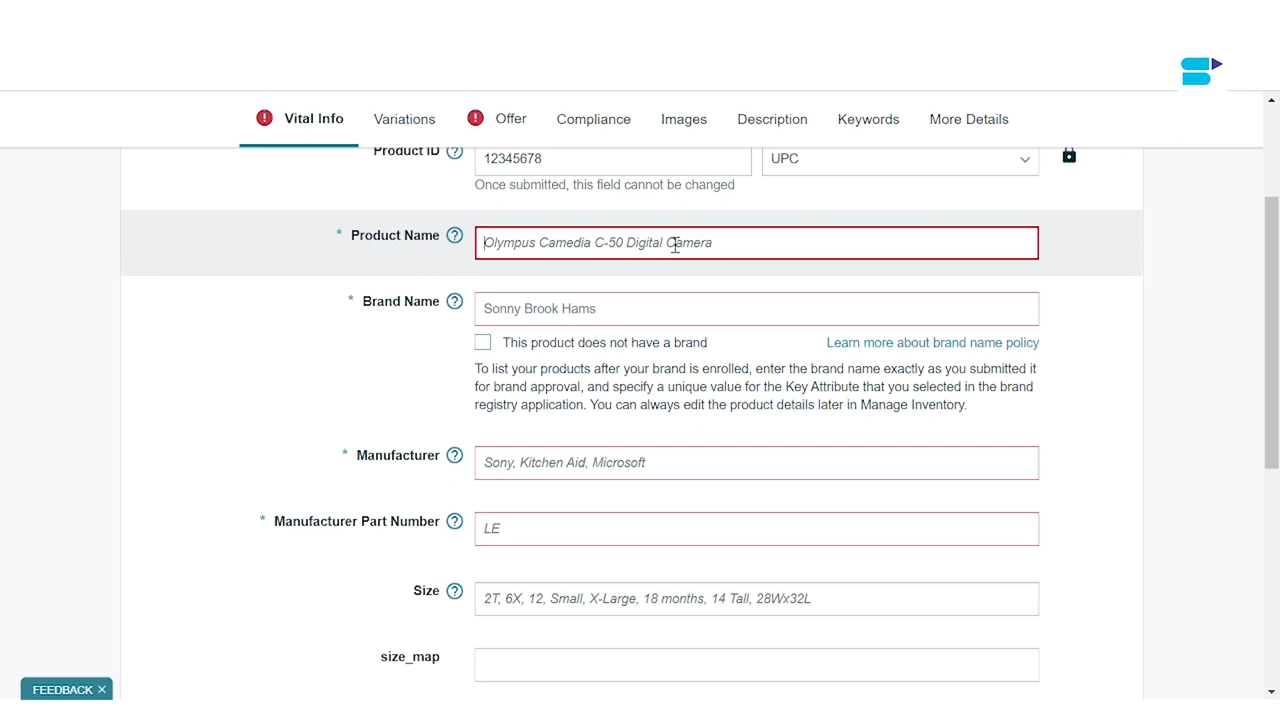 ! Vital Info Variations ! Offer Compliance Images Description Keywords More Details
Product ID ? 12345678 UPC
Once submitted, this field cannot be changed
* Product Name ? Olympus Camedia C-50 Digital Camera
* Brand Name ? Sonny Brook Hams
This product does not have a brand Learn more about brand name policy
To list your products after your brand is enrolled, enter the brand name exactly as you submitted it
for brand approval, and specify a unique value for the Key Attribute that you selected in the brand
registry application. You can always edit the product details later in Manage Inventory.
* Manufacturer ? Sony, Kitchen Aid, Microsoft
* Manufacturer Part Number ? LE
Size ? 2T, 6X, 12, Small, X-Large, 18 months, 14 Tall, 28Wx32L
size_map
FEEDBACK ×